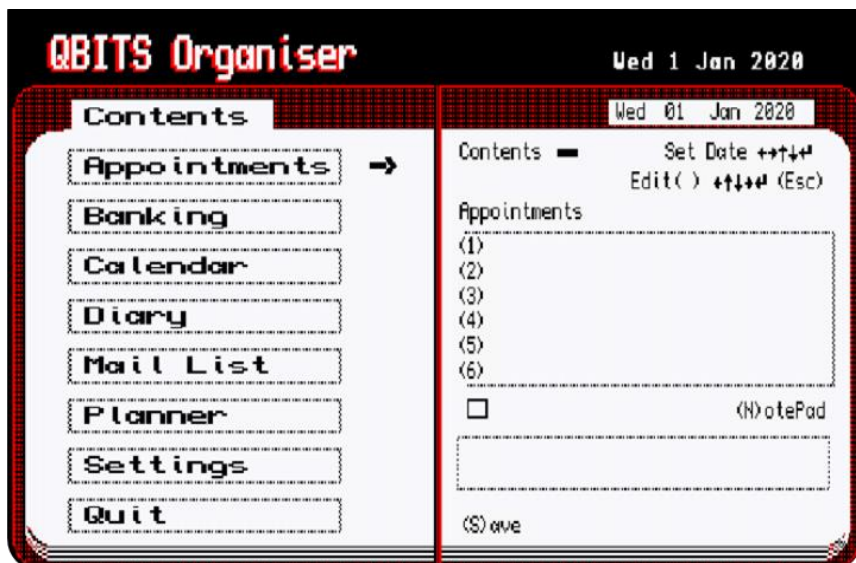 QBITS Organiser
Wed 1 Jan 2020
Contents
Appointments →
Banking
Calendar
Diary
Mail List
Planner
Settings
Quit
Wed 01 Jan 2020
Contents Set Date ←→↑↓↵
Edit( ) ←↑↓→↵ (Esc)
Appointments
(1)
(2)
(3)
(4)
(5)
(6)
(N)otePad
(S)ave